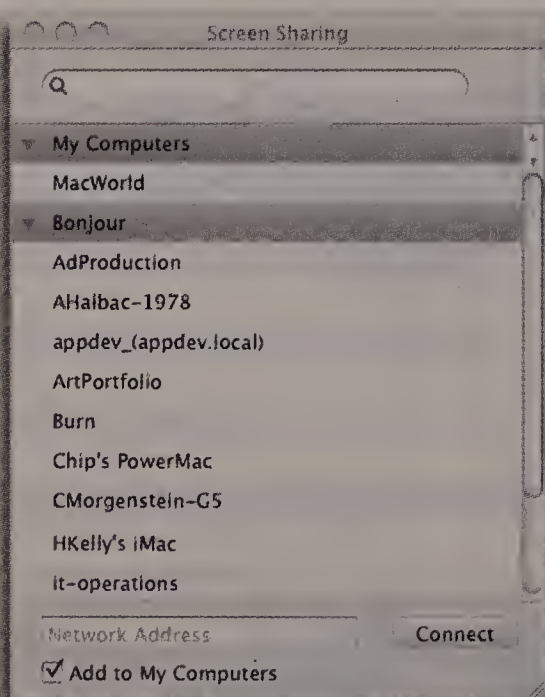 Screen Sharing
My Computers
MacWorld
Bonjour
AdProduction
AHalbac-1978
appdev_(appdev.local)
ArtPortfolio
Burn
Chip's PowerMac
CMorgenstein-G5
HKelly's iMac
it-operations
Network Address
Connect
Add to My Computers